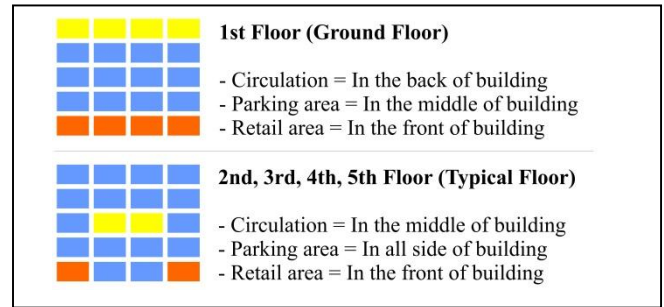 1st Floor (Ground Floor)
- Circulation = In the back of building
- Parking area = In the middle of building
- Retail area = In the front of building
2nd, 3rd, 4th, 5th Floor (Typical Floor)
- Circulation = In the middle of building
- Parking area = In all side of building
- Retail area = In the front of building